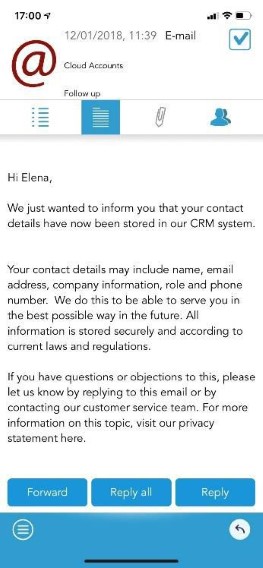 17:00
@
12/01/2018, 11:39 E-mail
Cloud Accounts
Follow up
Hi Elena,
We just wanted to inform you that your contact
details have now been stored in our CRM system.
Your contact details may include name, email
address, company information, role and phone
number. We do this to be able to serve you in
the best possible way in the future. All
information is stored securely and according to
current laws and regulations.
If you have questions or objections to this, please
let us know by replying to this email or by
contacting our customer service team. For more
information on this topic, visit our privacy
statement here.
Forward Reply all Reply